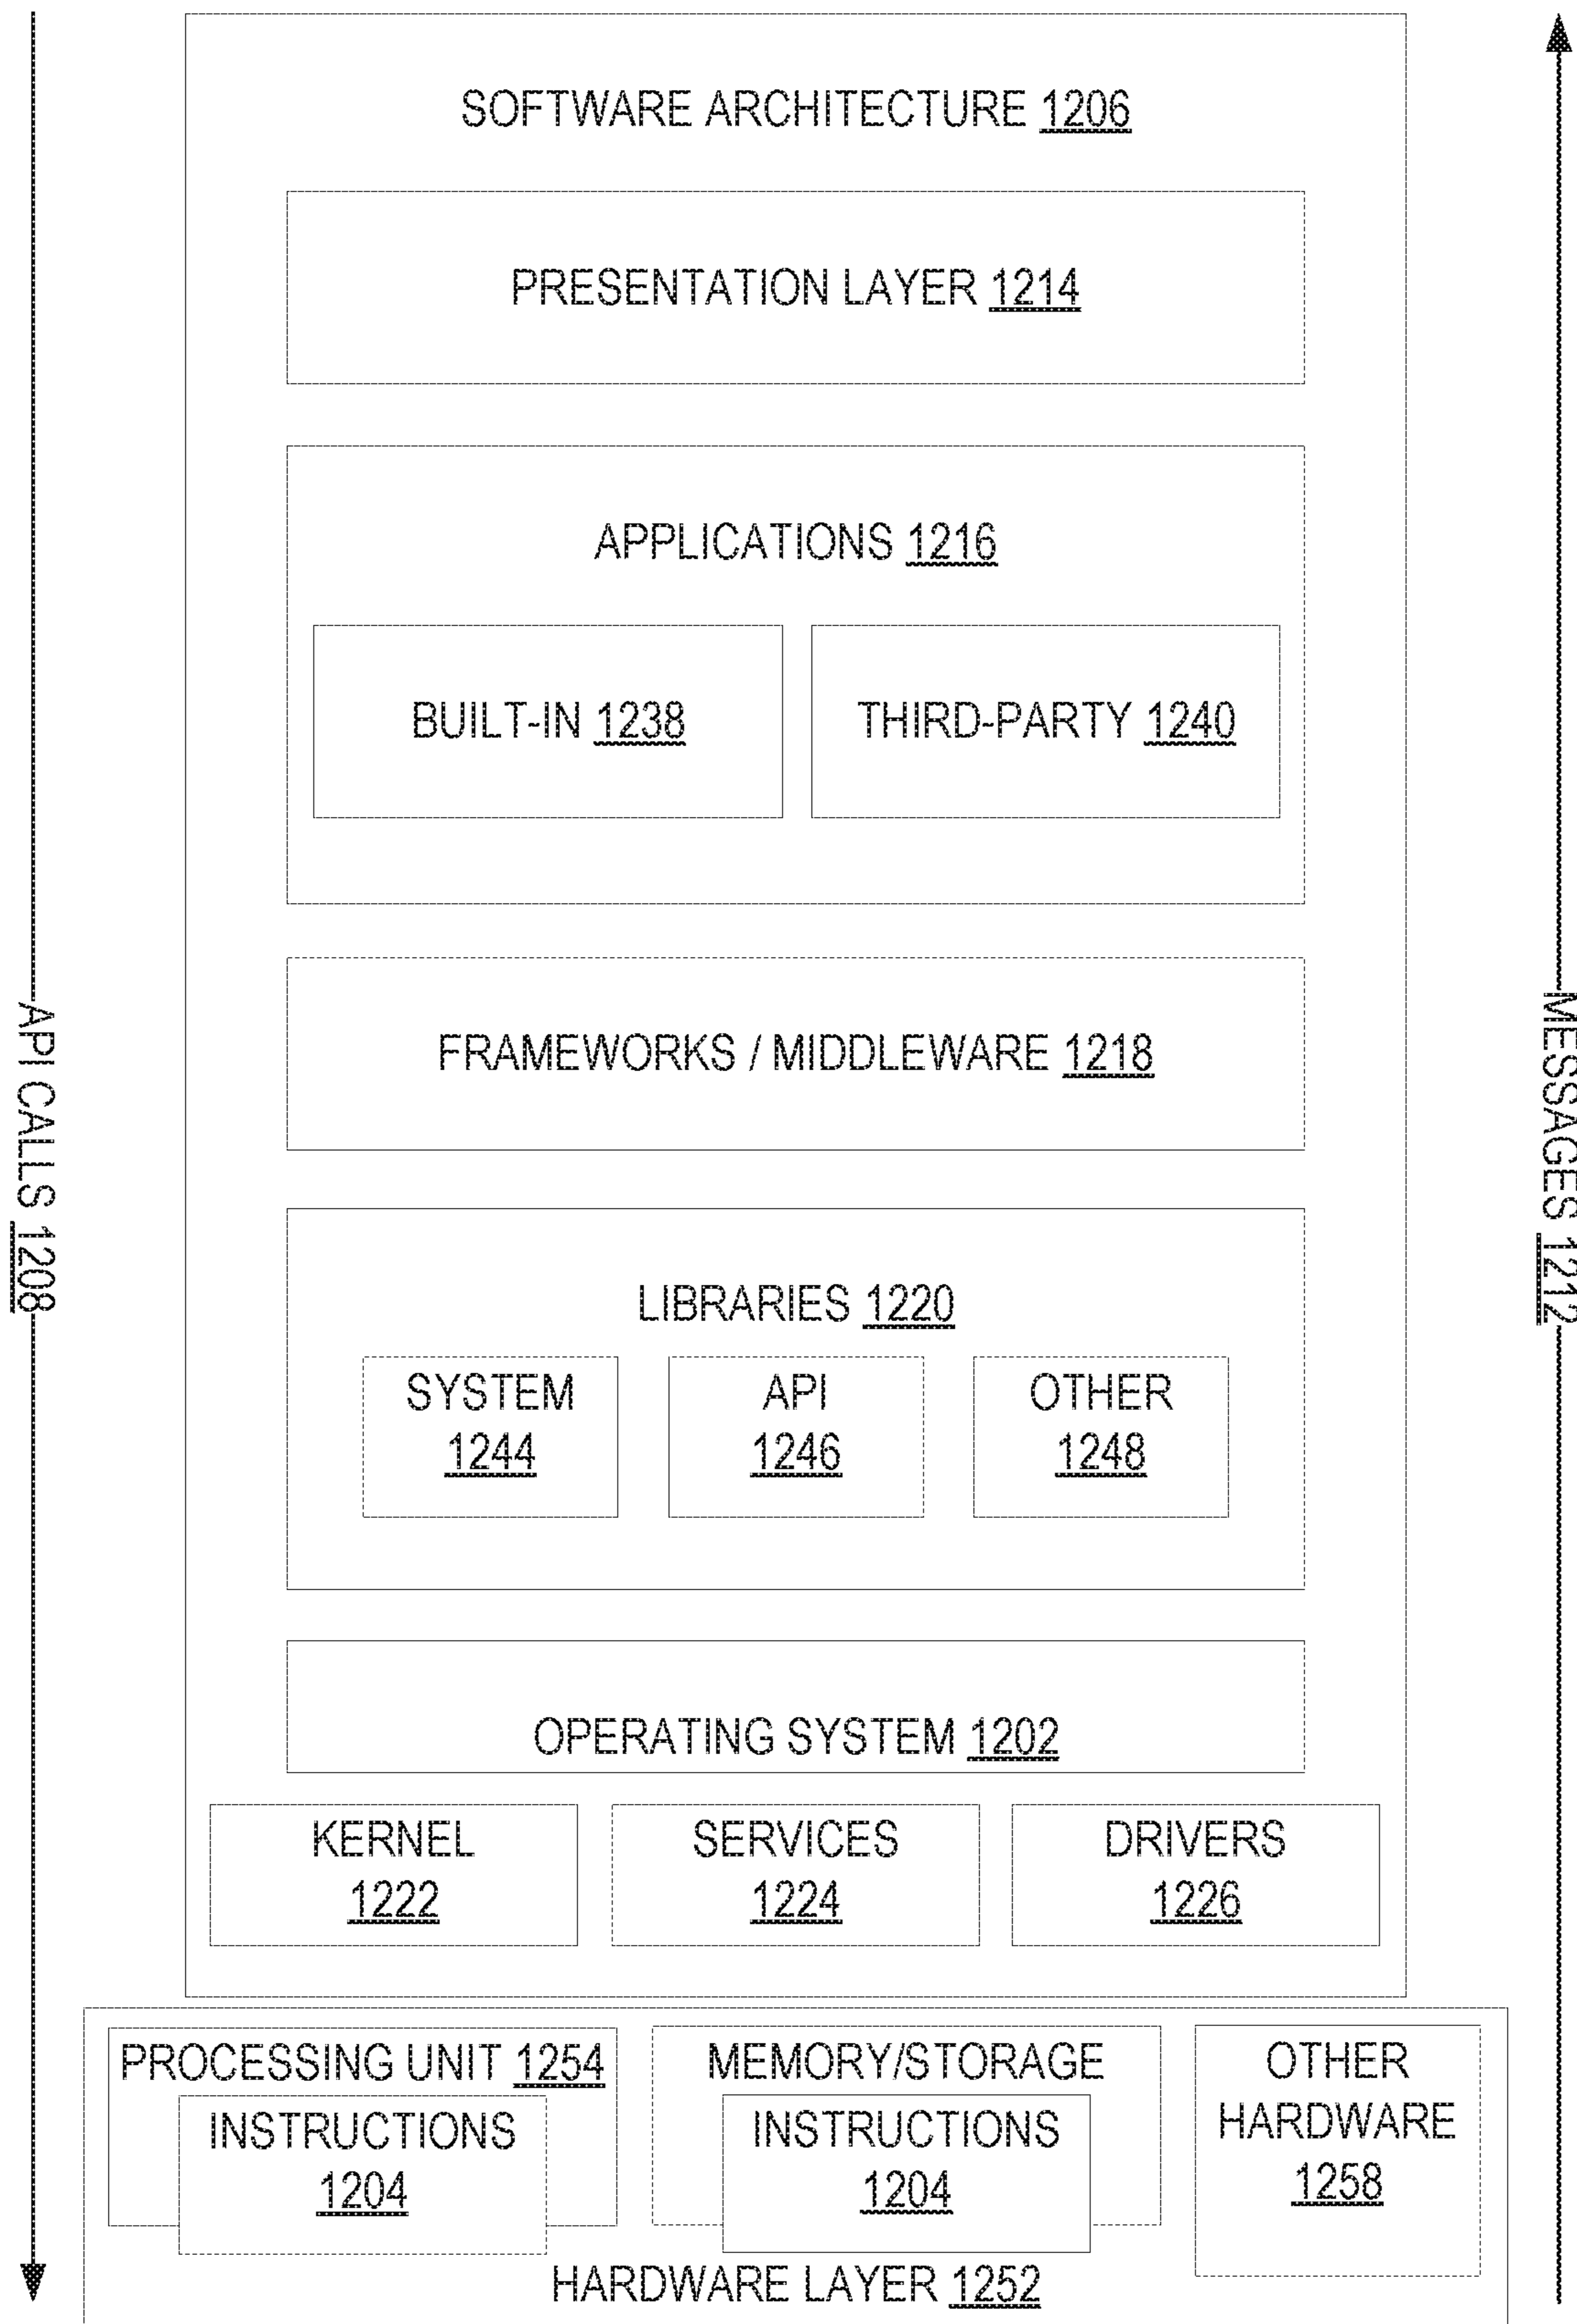 SOFTWARE ARCHITECTURE 1206
PRESENTATION LAYER 1214
APPLICATIONS 1216
BUILT-IN 1238
THIRD-PARTY 1240
FRAMEWORKS / MIDDLEWARE 1218
API CALLS 1208
MESSAGES 1212
LIBRARIES 1220
SYSTEM
1244
API
1246
OTHER
1248
OPERATING SYSTEM 1202
KERNEL
1222
SERVICES
1224
DRIVERS
1226
PROCESSING UNIT 1254
INSTRUCTIONS
1204
MEMORY/STORAGE
INSTRUCTIONS
1204
OTHER
HARDWARE
1258
HARDWARE LAYER 1252